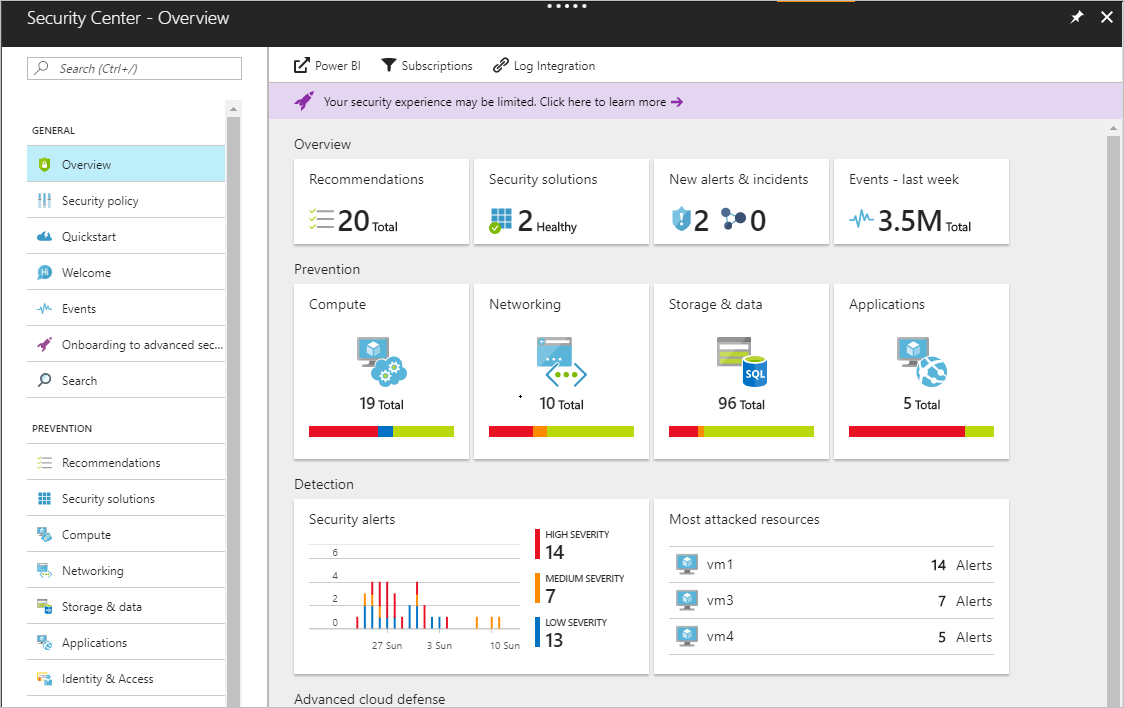 Security Center - Overview
Search (Ctrl+/)
GENERAL
Overview
Security policy
Quickstart
Hi
Welcome
Events
Onboarding to advanced sec...
Search
PREVENTION
Recommendations
Security solutions
Compute
Networking
Storage & data
Applications
Identity & Access
Power BI Subscriptions Log Integration
Your security experience may be limited. Click here to learn more →
Overview
Recommendations
20 Total
Security solutions
2 Healthy
New alerts & incidents
2 0
Events - last week
3.5M Total
Prevention
Compute
19 Total
Networking
10 Total
Storage & data
SQL
96 Total
Applications
5 Total
Detection
Security alerts
6
4
2
0
27 Sun 3 Sun 10 Sun
HIGH SEVERITY
14
MEDIUM SEVERITY
7
LOW SEVERITY
13
Most attacked resources
vm1 14 Alerts
vm3 7 Alerts
vm4 5 Alerts
Advanced cloud defense